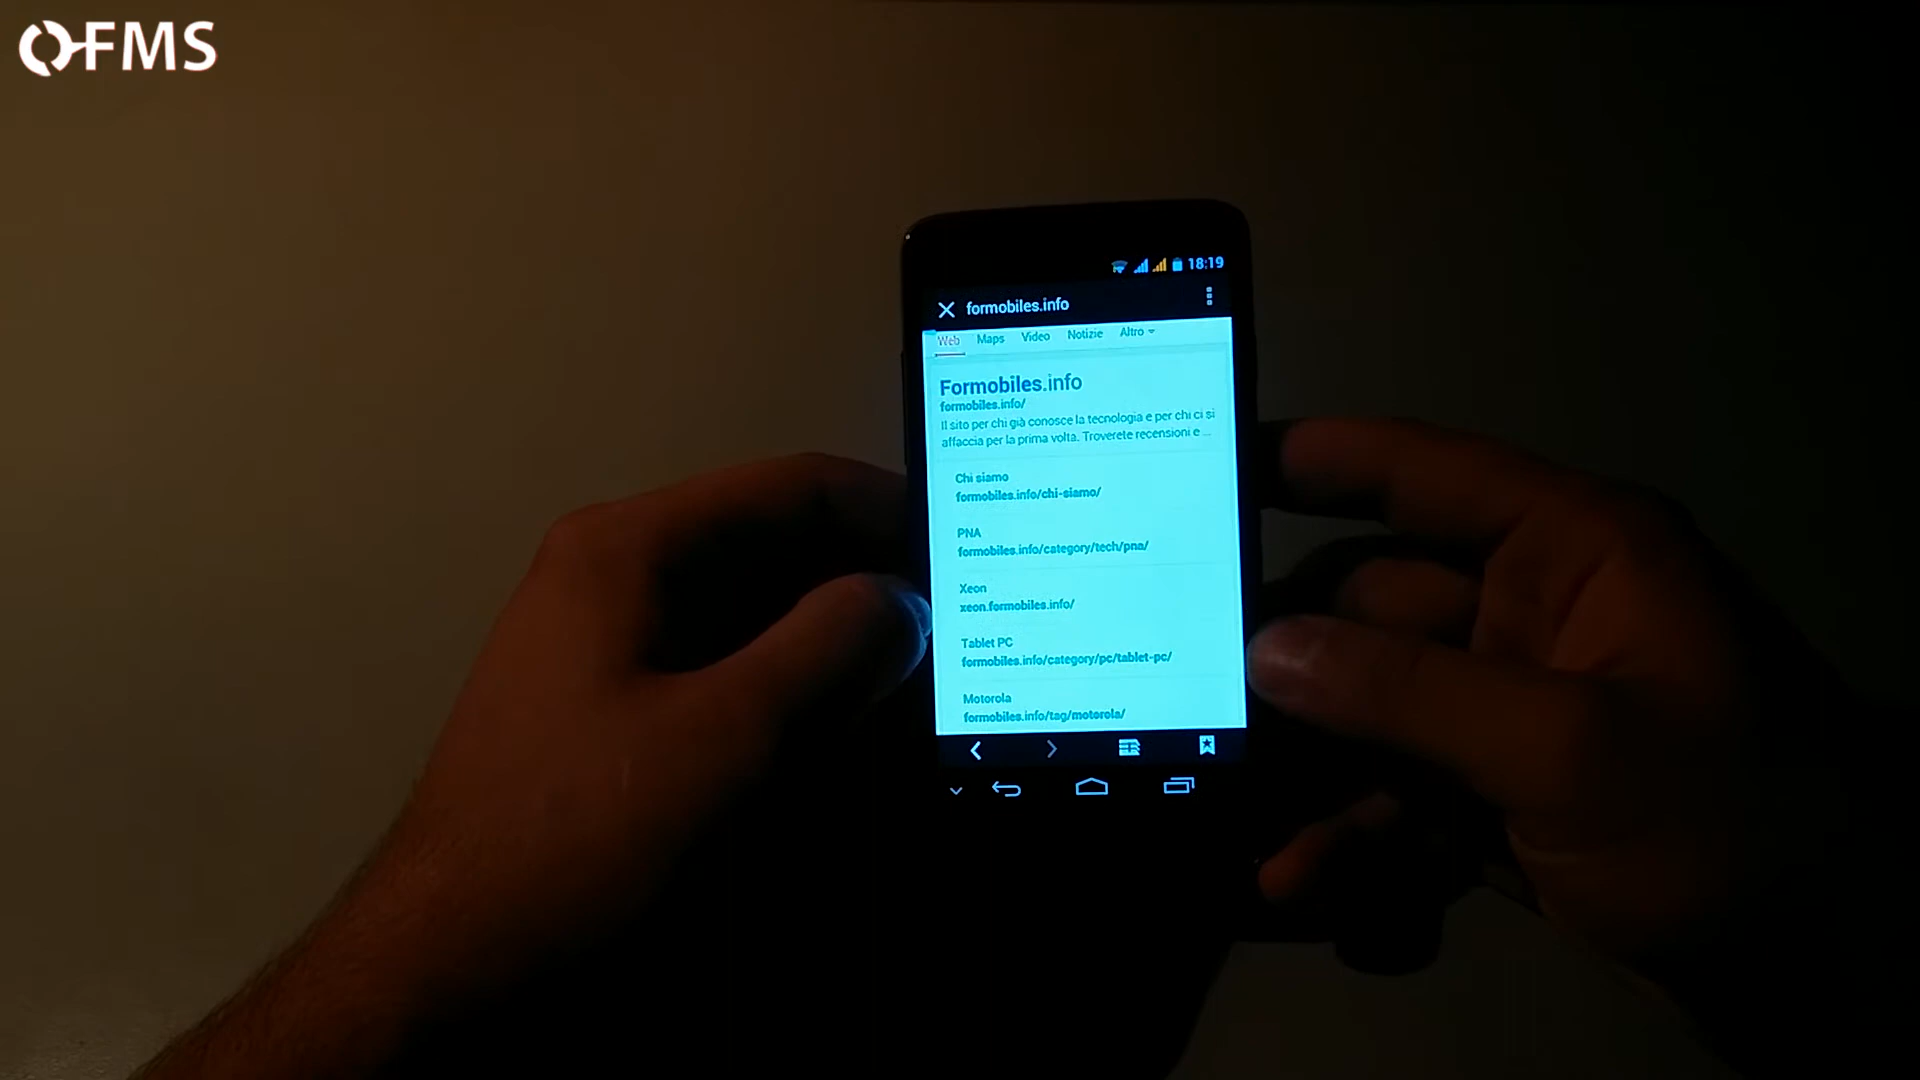 FMS
18:19
formobiles.info
Web Maps Video Notizie Altro
Formobiles.info
formobiles.info/
Il sito per chi già conosce la tecnologia e per chi ci si
affaccia per la prima volta. Troverete recensioni e ...
Chi siamo
formobiles.info/chi-siamo/
PNA
formobiles.info/category/tech/pna/
Xeon
xeon.formobiles.info/
Tablet PC
formobiles.info/category/pc/tablet-pc/
Motorola
formobiles.info/tag/motorola/